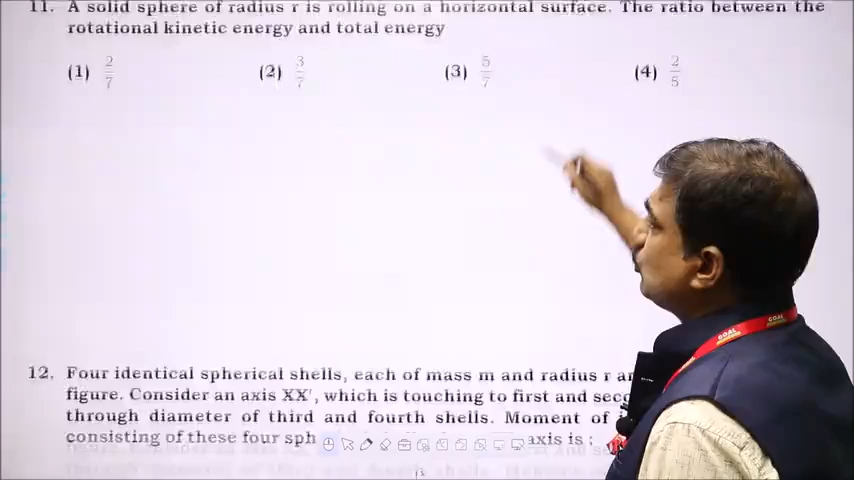 11. A solid sphere of radius r is rolling on a horizontal surface. The ratio between the
rotational kinetic energy and total energy
(1) 2/7 (2) 3/7 (3) 5/7 (4) 2/5
12. Four identical spherical shells, each of mass m and radius r
figure. Consider an axis XX', which is touching to first and
through diameter of third and fourth shells. Moment of
consisting of these four axis is ;
GOAL
GOAL